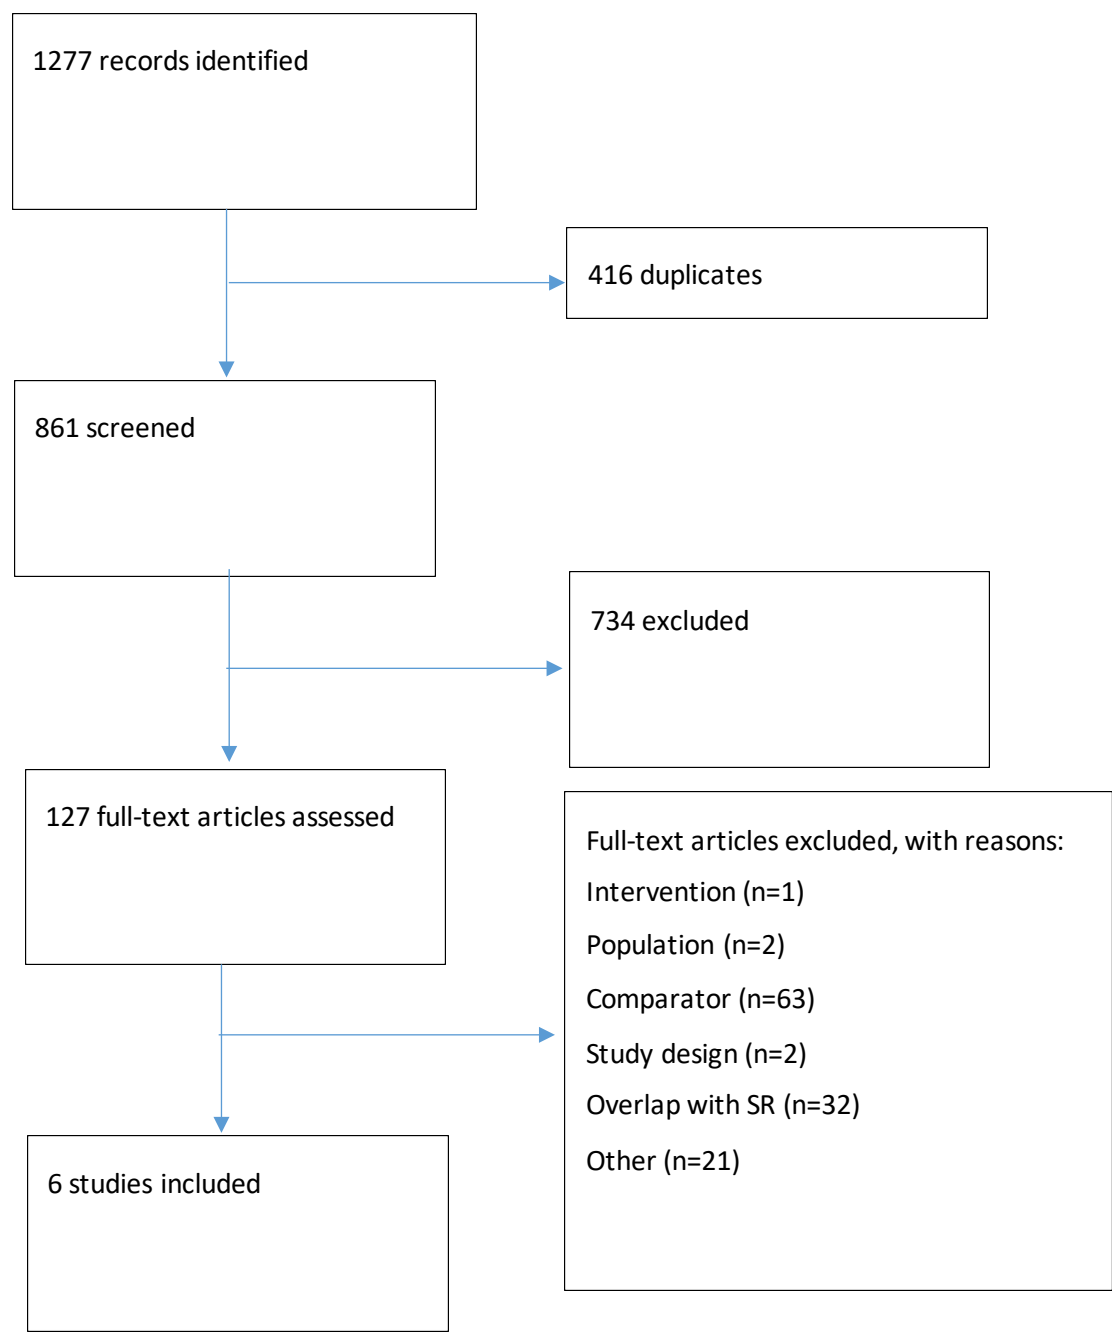 1277 records identified
416 duplicates
861 screened
734 excluded
127 full-text articles assessed
Full-text articles excluded, with reasons:
Intervention (n=1)
Population (n=2)
Comparator (n=63)
Study design (n=2)
Overlap with SR (n=32)
Other (n=21)
6 studies included